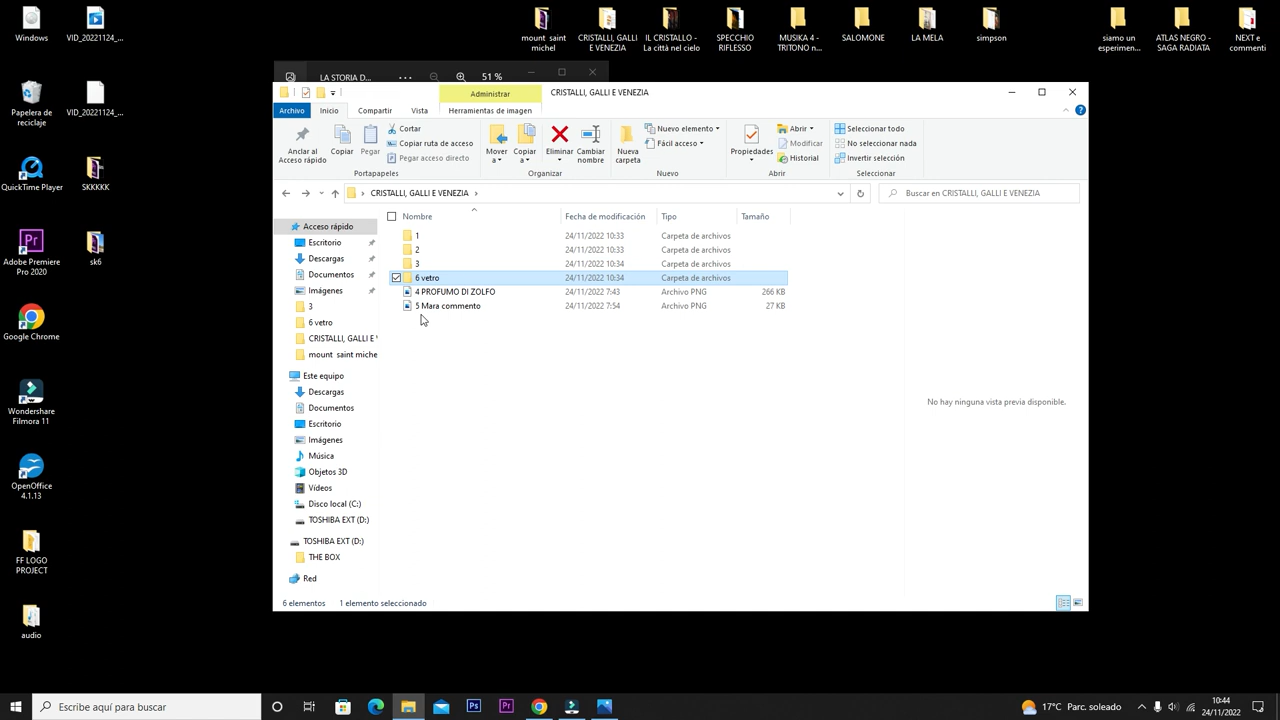 Windows
VID_20221124_...
mount saint
michel
CRISTALLI, GALLI
E VENEZIA
IL CRISTALLO -
La città nel cielo
SPECCHIO
RIFLESSO
MUSIKA 4 -
TRITONO n...
SALOMONE
LA MELA
simpson
siamo un
esperimen...
ATLAS NEGRO -
SAGA RADIATA
NEXT e
commenti
Papelera de
reciclaje
VID_20221124_...
QuickTime Player
SKKKKK
Adobe Premiere
Pro 2020
sk6
Google Chrome
Wondershare
Filmora 11
OpenOffice
4.1.13
FF LOGO
PROJECT
audio
LA STORIA D...
51 %
Administrar
CRISTALLI, GALLI E VENEZIA
Archivo
Inicio
Compartir
Vista
Herramientas de imagen
Anclar al
Acceso rápido
Copiar
Pegar
Cortar
Copiar ruta de acceso
Pegar acceso directo
Portapapeles
Mover
a
Copiar
a
Eliminar
Cambiar
nombre
Organizar
Nueva
carpeta
Nuevo elemento
Fácil acceso
Nuevo
Propiedades
Abrir
Modificar
Historial
Abrir
Seleccionar todo
No seleccionar nada
Invertir selección
Seleccionar
CRISTALLI, GALLI E VENEZIA
Buscar en CRISTALLI, GALLI E VENEZIA
Nombre Fecha de modificación Tipo Tamaño
1 24/11/2022 10:33 Carpeta de archivos
2 24/11/2022 10:33 Carpeta de archivos
3 24/11/2022 10:34 Carpeta de archivos
6 vetro 24/11/2022 10:34 Carpeta de archivos
4 PROFUMO DI ZOLFO 24/11/2022 7:43 Archivo PNG 266 KB
5 Mara commento 24/11/2022 7:54 Archivo PNG 27 KB
Acceso rápido
Escritorio
Descargas
Documentos
Imágenes
3
6 vetro
CRISTALLI, GALLI E
mount saint miche
Este equipo
Descargas
Documentos
Escritorio
Imágenes
Música
Objetos 3D
Vídeos
Disco local (C:)
TOSHIBA EXT (D:)
TOSHIBA EXT (D:)
THE BOX
Red
No hay ninguna vista previa disponible.
6 elementos
1 elemento seleccionado
Escribe aquí para buscar
Ps
Pr
17°C Parc. soleado
10:44
24/11/2022